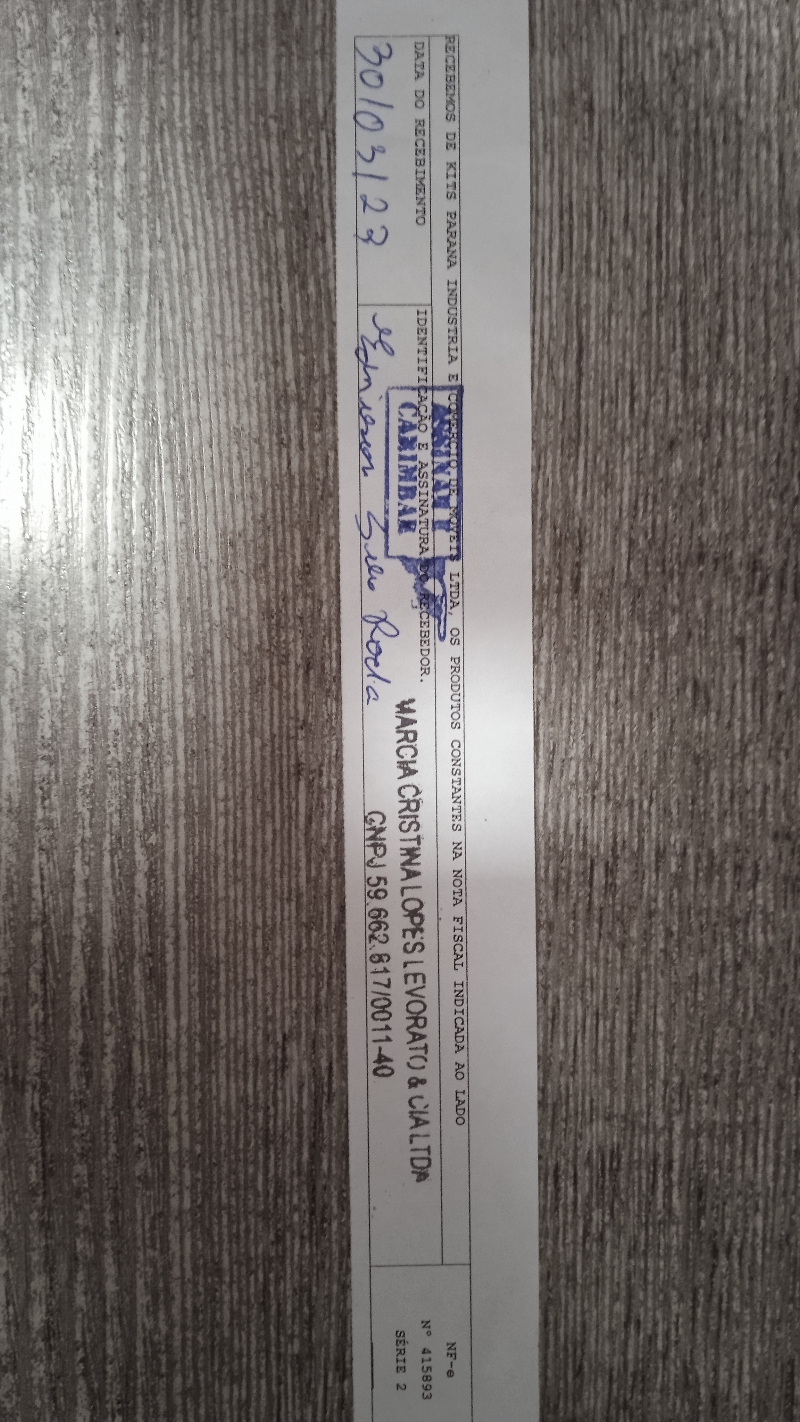 RECEBEMOS DE KITS PARANA INDUSTRIA E COMERCIO DE MOVEIS LTDA, OS PRODUTOS CONSTANTES NA NOTA FISCAL INDICADA AO LADO
DATA DO RECEBIMENTO
30/03/23
IDENTIFICAÇÃO E ASSINATURA DO RECEBEDOR.
ASSINAR E
CARIMBAR
Rocha
MARCIA CRISTINA LOPES LEVORATO & CIA LTDA
CNPJ 59.662.817/0011-40
NF-e
Nº 415893
SÉRIE 2